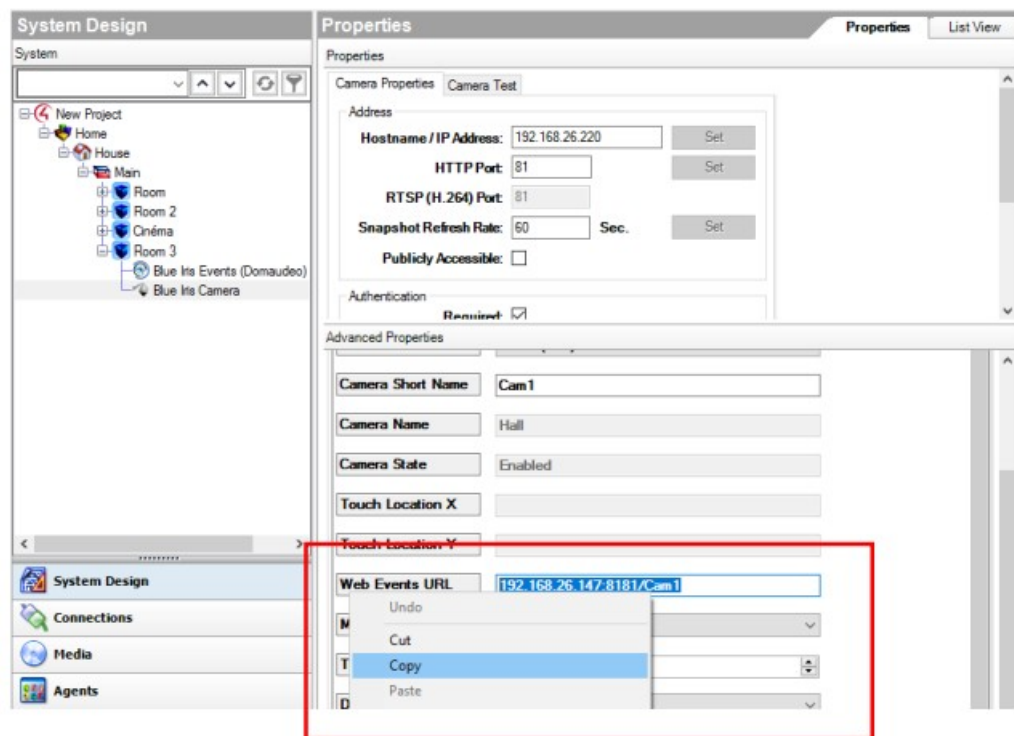 System Design
System
New Project
Home
House
Main
Room
Room 2
Cinéma
Room 3
Blue Iris Events (Domaudeo)
Blue Iris Camera
System Design
Connections
Media
Agents
Properties
Properties
List View
Properties
Camera Properties
Camera Test
Address
Hostname / IP Address: 192.168.26.220 Set
HTTP Port: 81 Set
RTSP (H.264) Port: 81
Snapshot Refresh Rate: 60 Sec. Set
Publicly Accessible:
Authentication
Required:
Advanced Properties
Camera Short Name Cam1
Camera Name Hall
Camera State Enabled
Touch Location X
Touch Location Y
Web Events URL 192.168.26.147:8181/Cam1
Undo
M
Cut
T
Copy
Paste
D